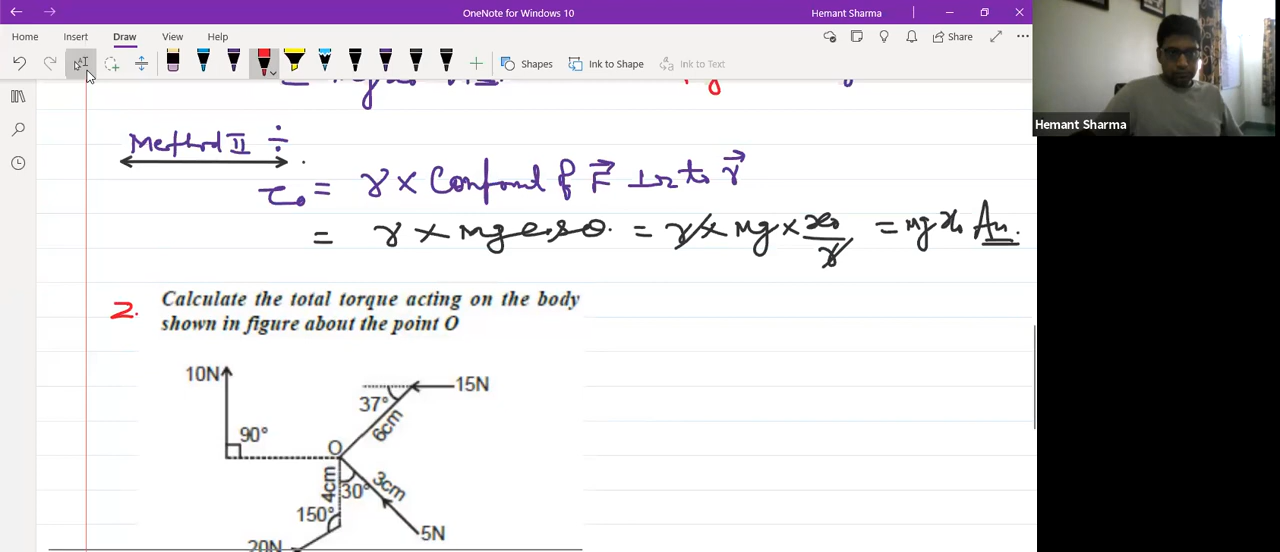 OneNote for Windows 10
Hemant Sharma
Home Insert Draw View Help
Share
Shapes Ink to Shape Ink to Text
Hemant Sharma
Method II ÷
τ₀ = r × Component of F⃗ ⊥r to r⃗
= r × mg cos θ. = r × mg × x₀/r = mg x₀ Ans.
2. Calculate the total torque acting on the body
shown in figure about the point O
10N
15N
37°
6cm
90°
O
4cm
30°
3cm
150°
5N
20N